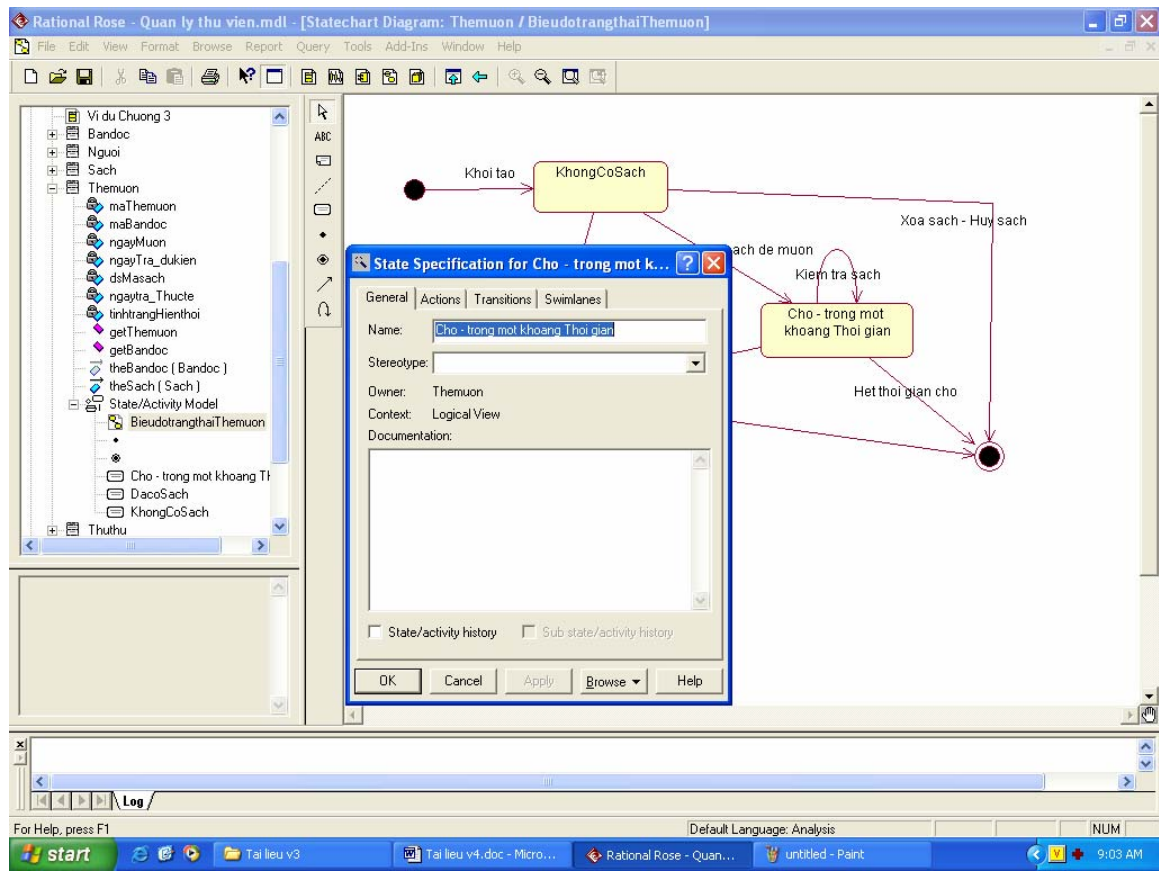 Rational Rose - Quan ly thu vien.mdl - [Statechart Diagram: Themuon / BieudotrangthaiThemuon]
File Edit View Format Browse Report Query Tools Add-Ins Window Help
Vi du Chuong 3
Bandoc
Nguoi
Sach
Themuon
maThemuon
maBandoc
ngayMuon
ngayTra_dukien
dsMasach
ngaytra_Thucte
tinhtrangHienthoi
getThemuon
getBandoc
theBandoc ( Bandoc )
theSach ( Sach )
State/Activity Model
BieudotrangthaiThemuon
Cho - trong mot khoang Th
DacoSach
KhongCoSach
Thuthu
ABC
Khoi tao
KhongCoSach
Xoa sach - Huy sach
ach de muon
Kiem tra sach
Cho - trong mot
khoang Thoi gian
Het thoi gian cho
State Specification for Cho - trong mot k...
General Actions Transitions Swimlanes
Name: Cho - trong mot khoang Thoi gian
Stereotype:
Owner: Themuon
Context: Logical View
Documentation:
State/activity history Sub state/activity history
OK Cancel Apply Browse Help
Log
For Help, press F1 Default Language: Analysis NUM
start Tai lieu v3 Tai lieu v4.doc - Micro... Rational Rose - Quan... untitled - Paint V 9:03 AM